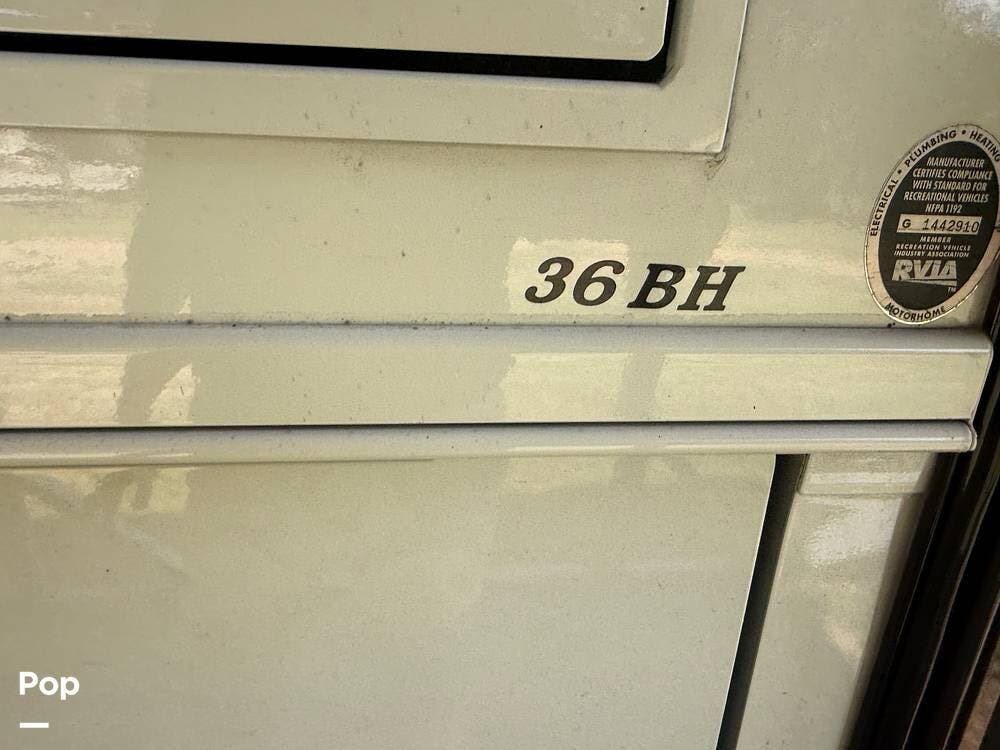 ELECTRICAL • PLUMBING • HEATING
MANUFACTURER
CERTIFIES COMPLIANCE
WITH STANDARD FOR
RECREATIONAL VEHICLES
NFPA 1192
G 1442910
MEMBER
RECREATION VEHICLE
INDUSTRY ASSOCIATION
RVIA
TM
MOTORHOME
36 BH
Pop